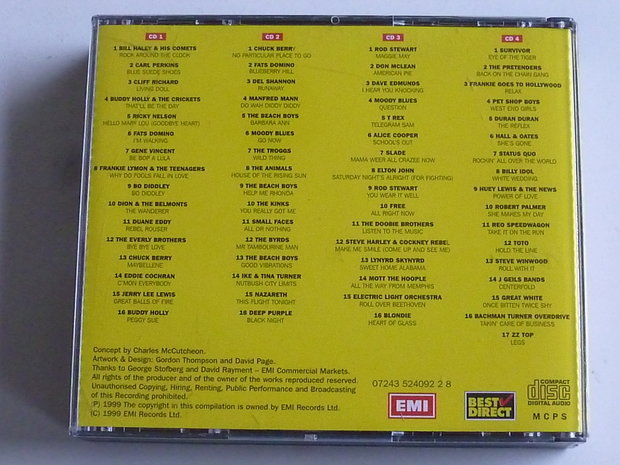 CD 1
1 BILL HALEY & HIS COMETS
ROCK AROUND THE CLOCK
2 CARL PERKINS
BLUE SUEDE SHOES
3 CLIFF RICHARD
LIVING DOLL
4 BUDDY HOLLY & THE CRICKETS
THAT'LL BE THE DAY
5 RICKY NELSON
HELLO MARY LOU (GOODBYE HEART)
6 FATS DOMINO
I'M WALKING
7 GENE VINCENT
BE BOP A LULA
8 FRANKIE LYMON & THE TEENAGERS
WHY DO FOOLS FALL IN LOVE
9 BO DIDDLEY
BO DIDDLEY
10 DION & THE BELMONTS
THE WANDERER
11 DUANE EDDY
REBEL ROUSER
12 THE EVERLY BROTHERS
BYE BYE LOVE
13 CHUCK BERRY
MAYBELLENE
14 EDDIE COCHRAN
C'MON EVERYBODY
15 JERRY LEE LEWIS
GREAT BALLS OF FIRE
16 BUDDY HOLLY
PEGGY SUE
CD 2
1 CHUCK BERRY
NO PARTICULAR PLACE TO GO
2 FATS DOMINO
BLUEBERRY HILL
3 DEL SHANNON
RUNAWAY
4 MANFRED MANN
DO WAH DIDDY DIDDY
5 THE BEACH BOYS
BARBARA ANN
6 MOODY BLUES
GO NOW
7 THE TROGGS
WILD THING
8 THE ANIMALS
HOUSE OF THE RISING SUN
9 THE BEACH BOYS
HELP ME RHONDA
10 THE KINKS
YOU REALLY GOT ME
11 SMALL FACES
ALL OR NOTHING
12 THE BYRDS
MR TAMBOURINE MAN
13 THE BEACH BOYS
GOOD VIBRATIONS
14 IKE & TINA TURNER
NUTBUSH CITY LIMITS
15 NAZARETH
THIS FLIGHT TONIGHT
16 DEEP PURPLE
BLACK NIGHT
CD 3
1 ROD STEWART
MAGGIE MAY
2 DON MCLEAN
AMERICAN PIE
3 DAVE EDMUNDS
I HEAR YOU KNOCKING
4 MOODY BLUES
QUESTION
5 T REX
TELEGRAM SAM
6 ALICE COOPER
SCHOOL'S OUT
7 SLADE
MAMA WEER ALL CRAZEE NOW
8 ELTON JOHN
SATURDAY NIGHT'S ALRIGHT (FOR FIGHTING)
9 ROD STEWART
YOU WEAR IT WELL
10 FREE
ALL RIGHT NOW
11 THE DOOBIE BROTHERS
LISTEN TO THE MUSIC
12 STEVE HARLEY & COCKNEY REBEL
MAKE ME SMILE (COME UP AND SEE ME)
13 LYNYRD SKYNYRD
SWEET HOME ALABAMA
14 MOTT THE HOOPLE
ALL THE WAY FROM MEMPHIS
15 ELECTRIC LIGHT ORCHESTRA
ROLL OVER BEETHOVEN
16 BLONDIE
HEART OF GLASS
CD 4
1 SURVIVOR
EYE OF THE TIGER
2 THE PRETENDERS
BACK ON THE CHAIN GANG
3 FRANKIE GOES TO HOLLYWOOD
RELAX
4 PET SHOP BOYS
WEST END GIRLS
5 DURAN DURAN
THE REFLEX
6 HALL & OATES
SHE'S GONE
7 STATUS QUO
ROCKIN' ALL OVER THE WORLD
8 BILLY IDOL
WHITE WEDDING
9 HUEY LEWIS & THE NEWS
POWER OF LOVE
10 ROBERT PALMER
SHE MAKES MY DAY
11 REO SPEEDWAGON
TAKE IT ON THE RUN
12 TOTO
HOLD THE LINE
13 STEVE WINWOOD
ROLL WITH IT
14 J GEILS BAND
CENTERFOLD
15 GREAT WHITE
ONCE BITTEN TWICE SHY
16 BACHMAN TURNER OVERDRIVE
TAKIN' CARE OF BUSINESS
17 ZZ TOP
LEGS
Concept by Charles McCutcheon.
Artwork & Design: Gordon Thompson and David Page.
Thanks to George Stofberg and David Rayment – EMI Commercial Markets.
All rights of the producer and of the owner of the works reproduced reserved.
Unauthorised Copying, Hiring, Renting, Public Performance and Broadcasting
of this Recording prohibited.
(P) 1999 The copyright in this compilation is owned by EMI Records Ltd.
(C) 1999 EMI Records Ltd.
07243 524092 2 8
EMI
BEST
DIRECT
COMPACT
disc
DIGITAL AUDIO
MCPS